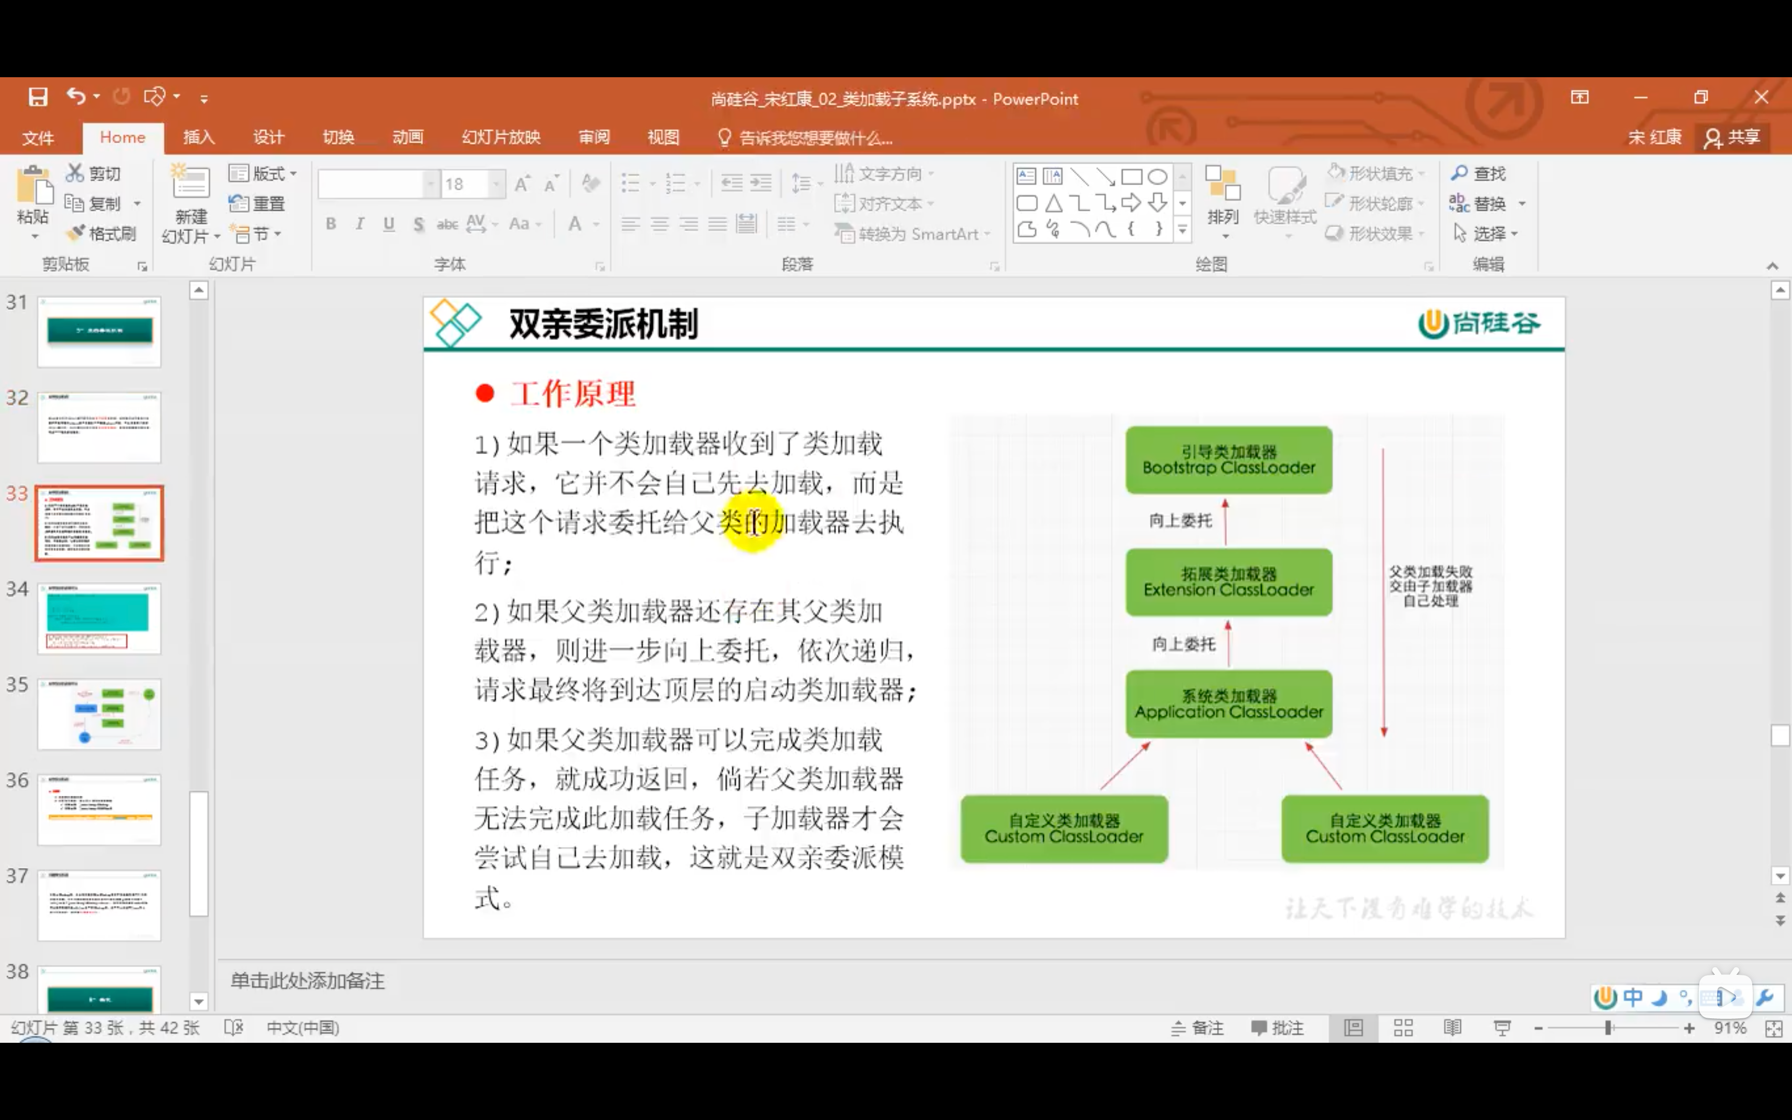 尚硅谷_宋红康_02_类加载子系统.pptx - PowerPoint
文件 Home 插入 设计 切换 动画 幻灯片放映 审阅 视图 告诉我您想要做什么... 宋 红康 共享
剪切
复制
格式刷
粘贴
剪贴板
新建
幻灯片
版式
重置
节
幻灯片
18
B I U S abc AV Aa A
字体
文字方向
对齐文本
转换为 SmartArt
段落
排列
快速样式
形状填充
形状轮廓
形状效果
绘图
查找
替换
选择
编辑
31
32
33
34
35
36
37
38
双亲委派机制
尚硅谷
工作原理
1)如果一个类加载器收到了类加载
请求，它并不会自己先去加载，而是
把这个请求委托给父类的加载器去执
行；
2)如果父类加载器还存在其父类加
载器，则进一步向上委托，依次递归，
请求最终将到达顶层的启动类加载器；
3)如果父类加载器可以完成类加载
任务，就成功返回，倘若父类加载器
无法完成此加载任务，子加载器才会
尝试自己去加载，这就是双亲委派模
式。
引导类加载器
Bootstrap ClassLoader
向上委托
拓展类加载器
Extension ClassLoader
向上委托
系统类加载器
Application ClassLoader
父类加载失败
交由子加载器
自己处理
自定义类加载器
Custom ClassLoader
自定义类加载器
Custom ClassLoader
让天下没有难学的技术
单击此处添加备注
中
幻灯片 第 33 张，共 42 张 中文(中国) 备注 批注 91%